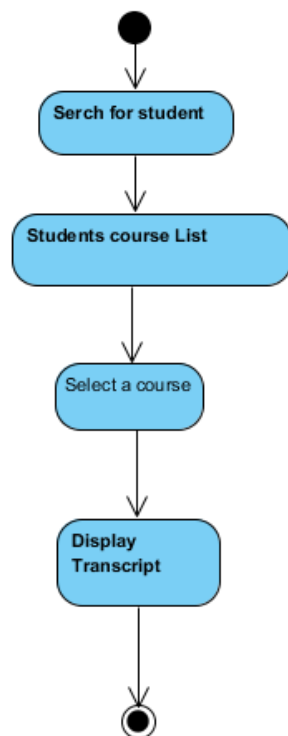 Serch for student
Students course List
Select a course
Display
Transcript